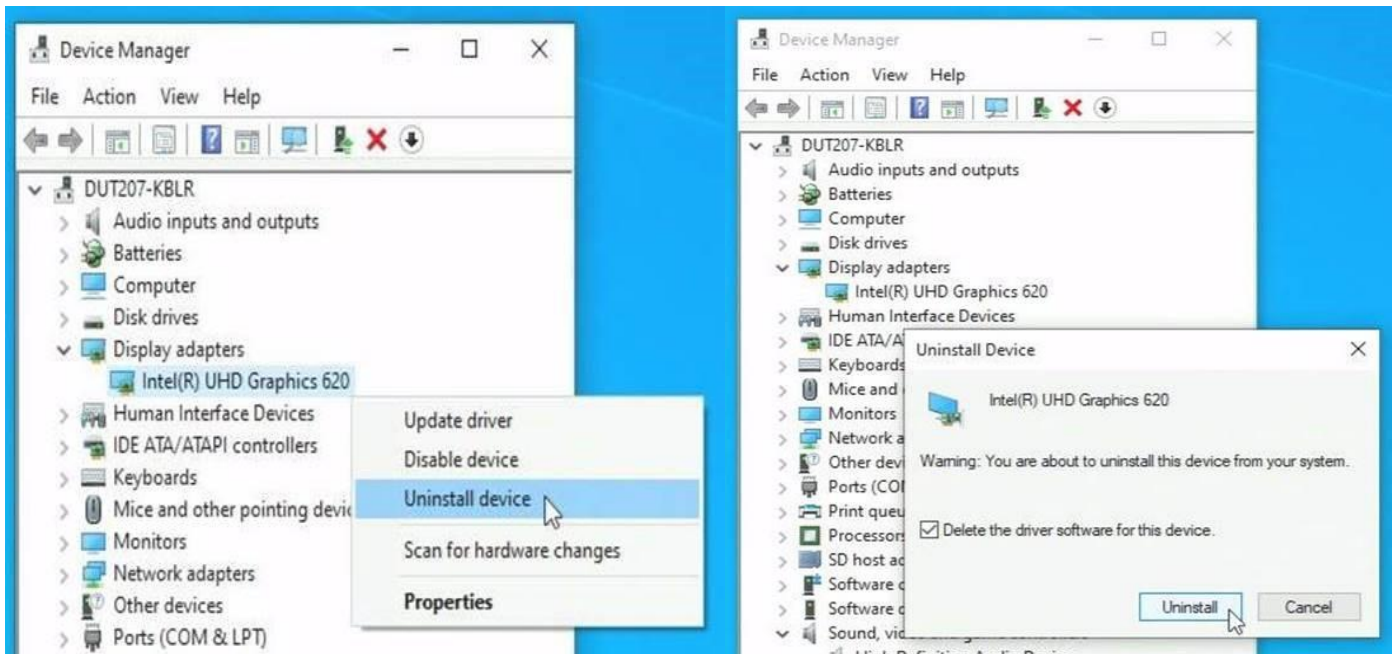 Device Manager
File Action View Help
DUT207-KBLR
Audio inputs and outputs
Batteries
Computer
Disk drives
Display adapters
Intel(R) UHD Graphics 620
Human Interface Devices
IDE ATA/ATAPI controllers
Keyboards
Mice and other pointing devic
Monitors
Network adapters
Other devices
Ports (COM & LPT)
Update driver
Disable device
Uninstall device
Scan for hardware changes
Properties
Device Manager
File Action View Help
DUT207-KBLR
Audio inputs and outputs
Batteries
Computer
Disk drives
Display adapters
Intel(R) UHD Graphics 620
Human Interface Devices
IDE ATA/A
Keyboards
Mice and
Monitors
Network a
Other devi
Ports (CO
Print queu
Processors
SD host ad
Software c
Software d
Sound, vi
Uninstall Device
Intel(R) UHD Graphics 620
Warning: You are about to uninstall this device from your system.
Delete the driver software for this device.
Uninstall Cancel